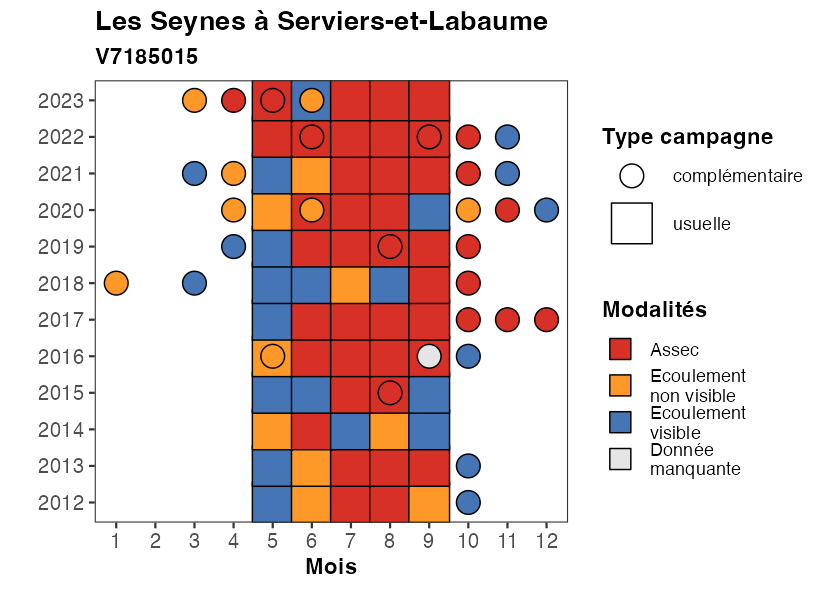 Les Seynes à Serviers-et-Labaume
V7185015
2023
2022
2021
2020
2019
2018
2017
2016
2015
2014
2013
2012
1 2 3 4 5 6 7 8 9 10 11 12
Mois
Type campagne
complémentaire
usuelle
Modalités
Assec
Ecoulement
non visible
Ecoulement
visible
Donnée
manquante